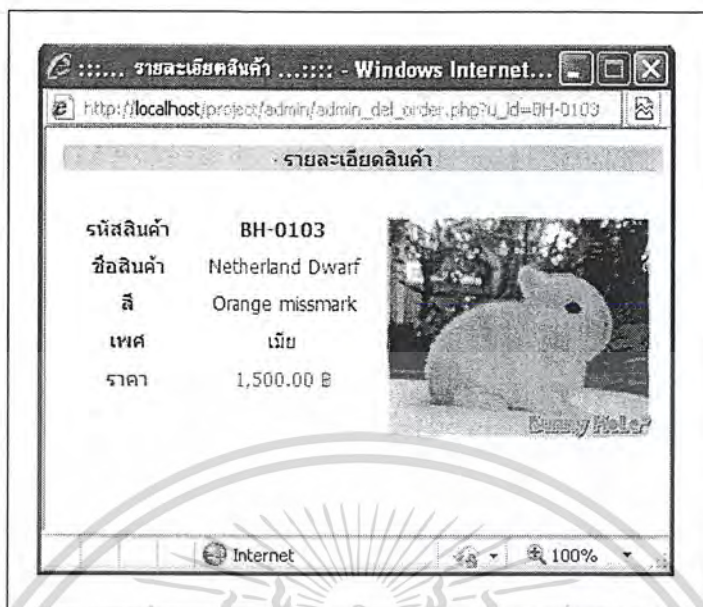 :::... รายละเอียดสินค้า ...:::: - Windows Internet...
http://localhost/project/admin/admin_del_order.php?u_id=BH-0103
รายละเอียดสินค้า
รหัสสินค้า BH-0103
ชื่อสินค้า Netherland Dwarf
สี Orange missmark
เพศ เมีย
ราคา 1,500.00 ฿
Bunny
Internet 100%